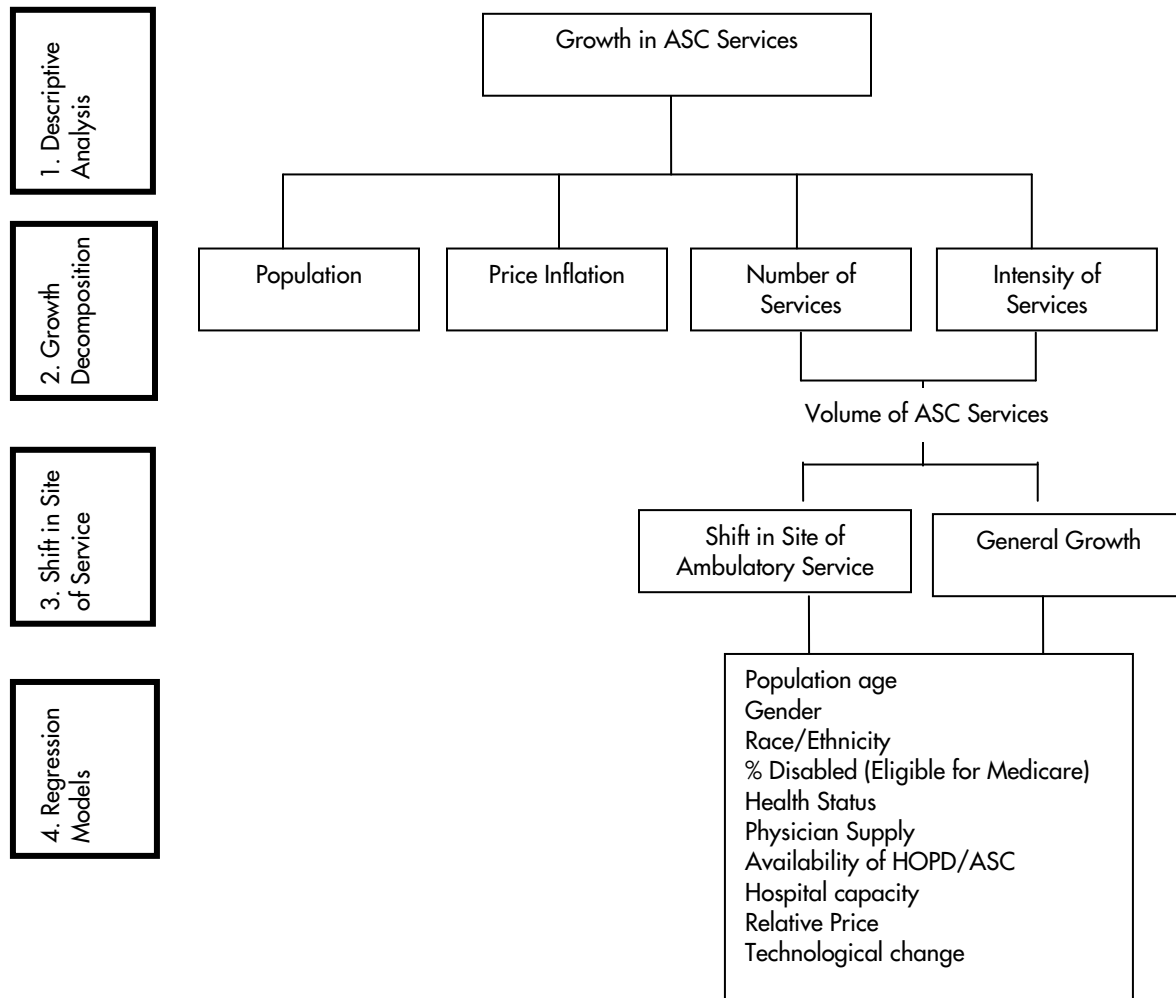 1. Descriptive
Analysis
Growth in ASC Services
2. Growth
Decomposition
Population
Price Inflation
Number of
Services
Intensity of
Services
Volume of ASC Services
3. Shift in Site
of Service
Shift in Site of
Ambulatory Service
General Growth
4. Regression
Models
Population age
Gender
Race/Ethnicity
% Disabled (Eligible for Medicare)
Health Status
Physician Supply
Availability of HOPD/ASC
Hospital capacity
Relative Price
Technological change